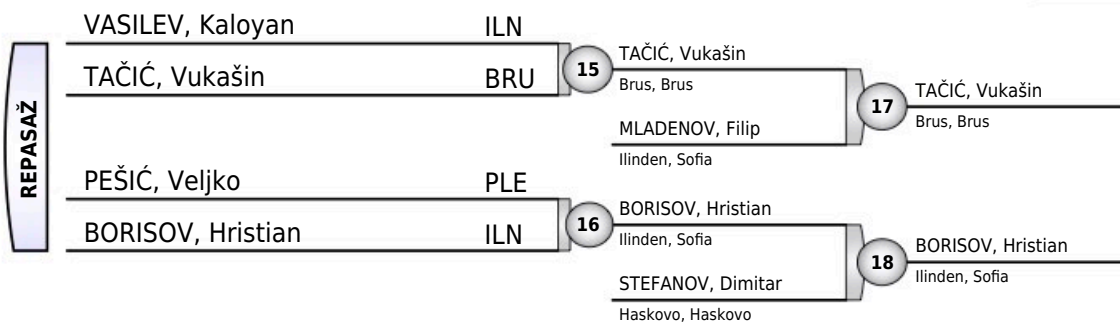 REPASAŽ
VASILEV, Kaloyan ILN
TAČIĆ, Vukašin BRU
15
TAČIĆ, Vukašin
Brus, Brus
MLADENOV, Filip
Ilinden, Sofia
17
TAČIĆ, Vukašin
Brus, Brus
PEŠIĆ, Veljko PLE
BORISOV, Hristian ILN
16
BORISOV, Hristian
Ilinden, Sofia
STEFANOV, Dimitar
Haskovo, Haskovo
18
BORISOV, Hristian
Ilinden, Sofia